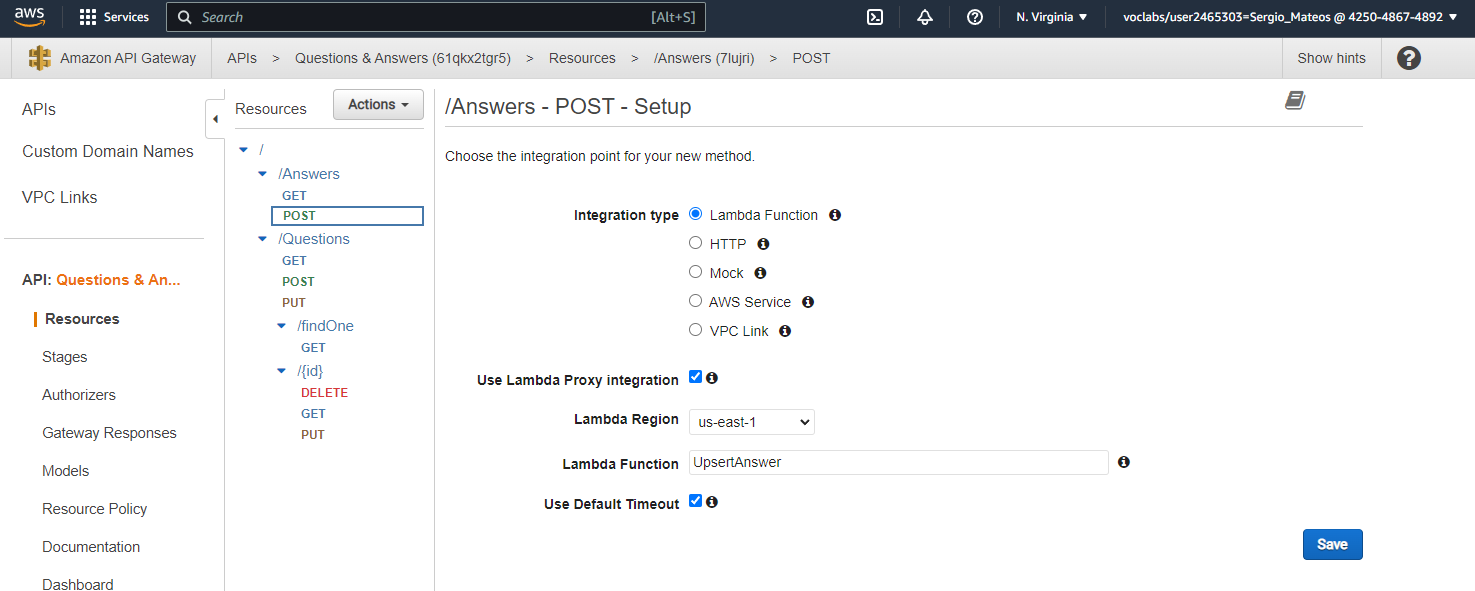 aws
Services
Search
[Alt+S]
N. Virginia
voclabs/user2465303=Sergio_Mateos @ 4250-4867-4892
Amazon API Gateway
APIs > Questions & Answers (61qkx2tgr5) > Resources > /Answers (7lujri) > POST
Show hints
APIs
Custom Domain Names
VPC Links
API: Questions & An...
Resources
Stages
Authorizers
Gateway Responses
Models
Resource Policy
Documentation
Dashboard
Resources
Actions
/
/Answers
GET
POST
/Questions
GET
POST
PUT
/findOne
GET
/{id}
DELETE
GET
PUT
/Answers - POST - Setup
Choose the integration point for your new method.
Integration type
Lambda Function
HTTP
Mock
AWS Service
VPC Link
Use Lambda Proxy integration
Lambda Region
us-east-1
Lambda Function
UpsertAnswer
Use Default Timeout
Save